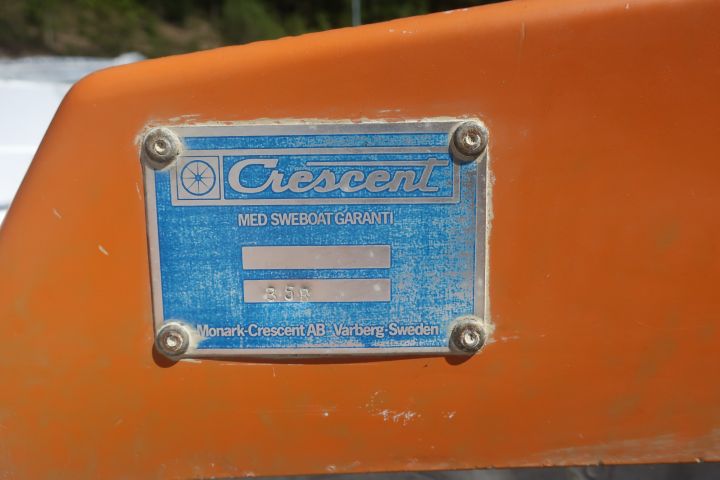 Crescent
MED SWEBOAT GARANTI
Monark-Crescent AB Varberg Sweden